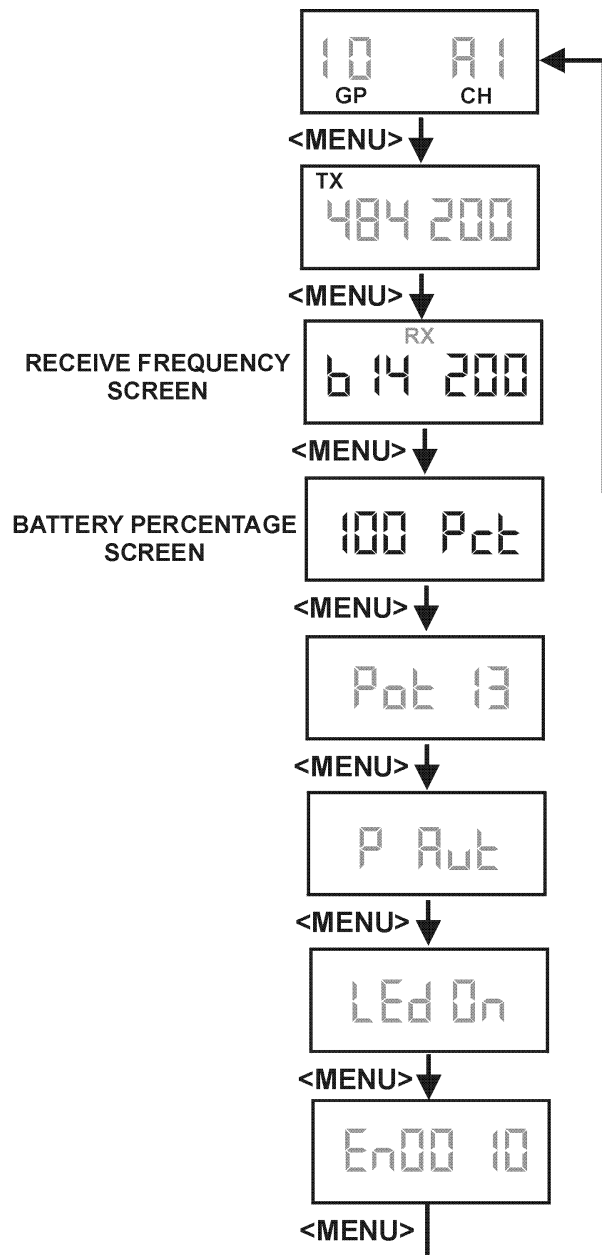 10 A1
GP CH
<MENU>
TX
484 200
<MENU>
RX
RECEIVE FREQUENCY
SCREEN
614 200
<MENU>
BATTERY PERCENTAGE
SCREEN
100 Pct
<MENU>
Pot 13
<MENU>
P Aut
<MENU>
LEd On
<MENU>
En00 10
<MENU>